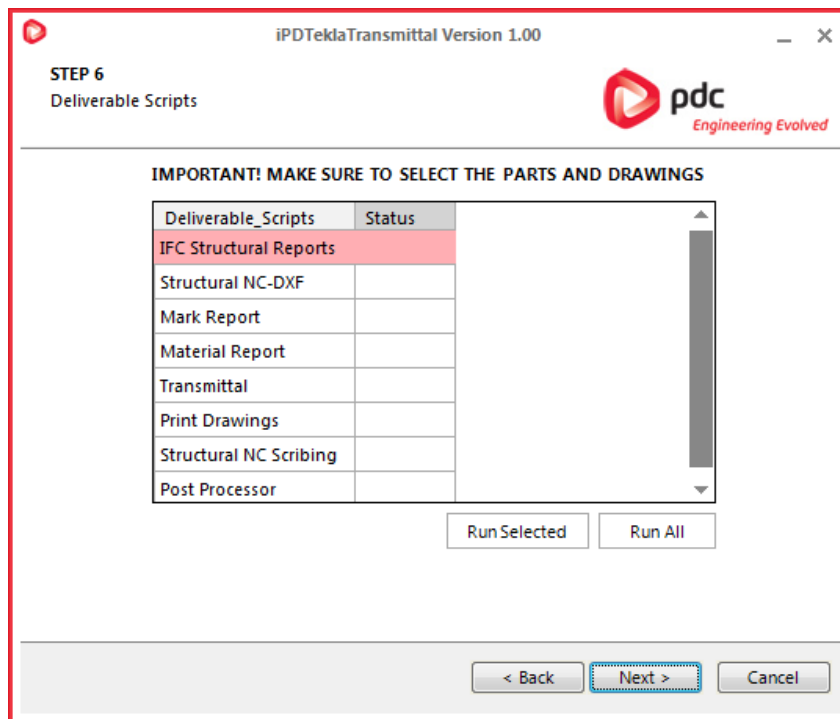 iPDTeklaTransmittal Version 1.00
STEP 6
Deliverable Scripts
pdc
Engineering Evolved
IMPORTANT! MAKE SURE TO SELECT THE PARTS AND DRAWINGS
Deliverable_Scripts Status
IFC Structural Reports
Structural NC-DXF
Mark Report
Material Report
Transmittal
Print Drawings
Structural NC Scribing
Post Processor
Run Selected Run All
< Back Next > Cancel